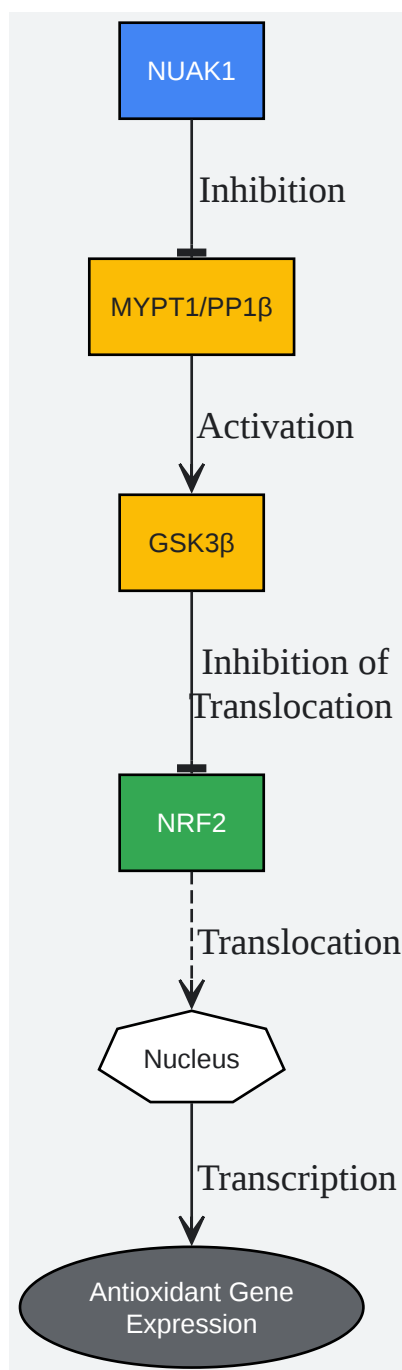 NUAK1
Inhibition
MYPT1/PP1β
Activation
GSK3β
Inhibition of
Translocation
NRF2
Translocation
Nucleus
Transcription
Antioxidant Gene
Expression